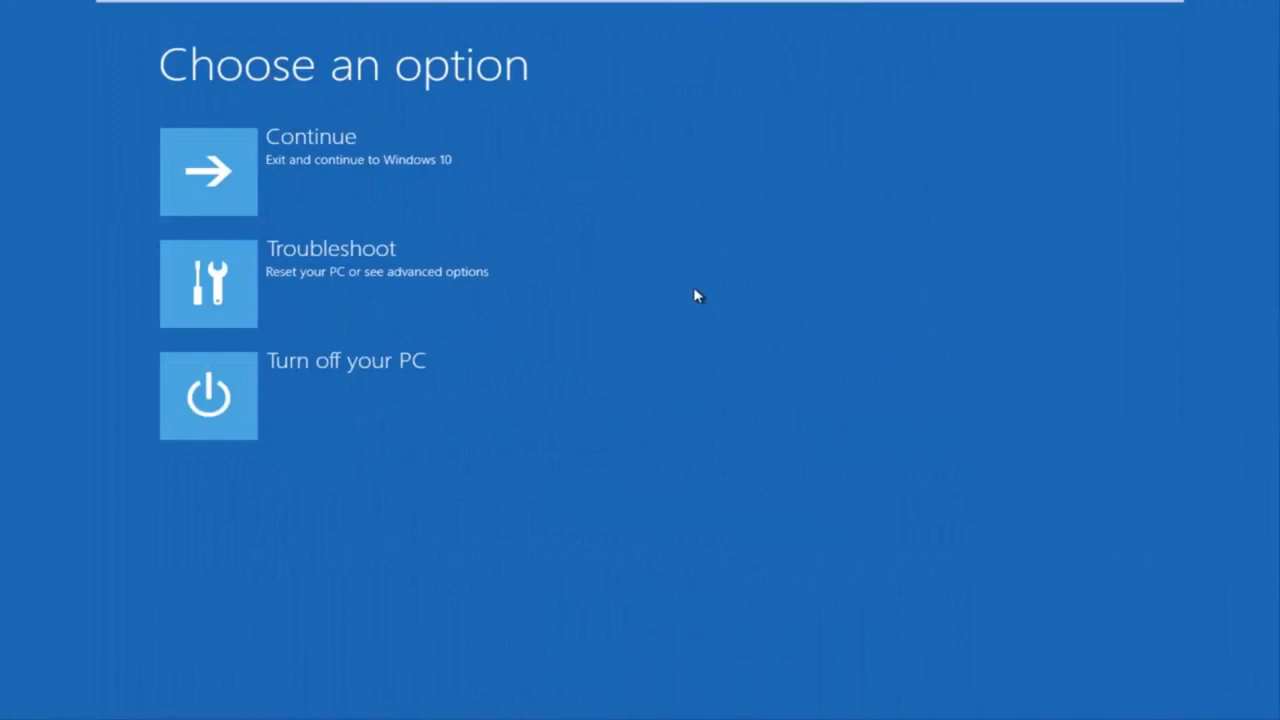 Choose an option
Continue
Exit and continue to Windows 10
Troubleshoot
Reset your PC or see advanced options
Turn off your PC